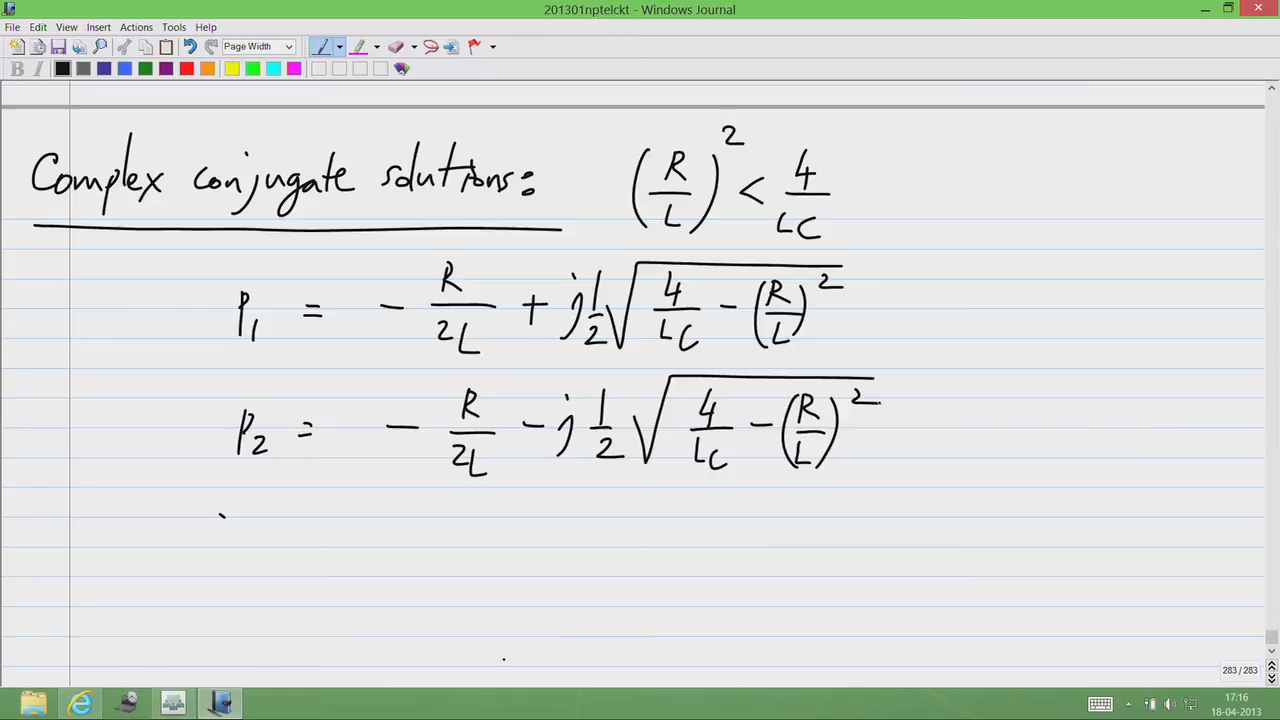 201301nptelckt - Windows Journal
File Edit View Insert Actions Tools Help
Page Width
B I
Complex conjugate solutions: (R/L)² < 4/LC
p₁ = - R/2L + j 1/2 √(4/LC - (R/L)²)
p₂ = - R/2L - j 1/2 √(4/LC - (R/L)²)
283 / 283
17:16
18-04-2013